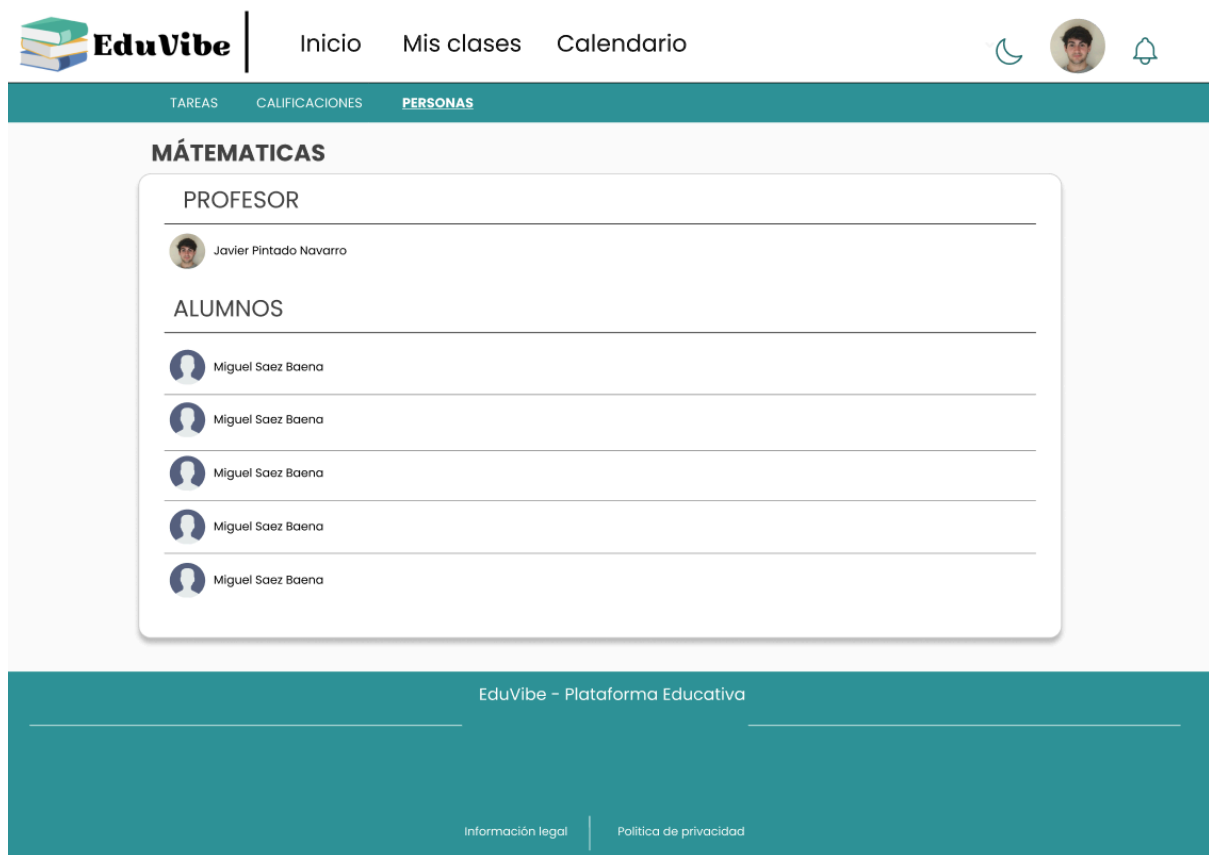 EduVibe Inicio Mis clases Calendario
TAREAS CALIFICACIONES PERSONAS
MÁTEMATICAS
PROFESOR
Javier Pintado Navarro
ALUMNOS
Miguel Saez Baena
Miguel Saez Baena
Miguel Saez Baena
Miguel Saez Baena
Miguel Saez Baena
EduVibe - Plataforma Educativa
Información legal Politica de privacidad